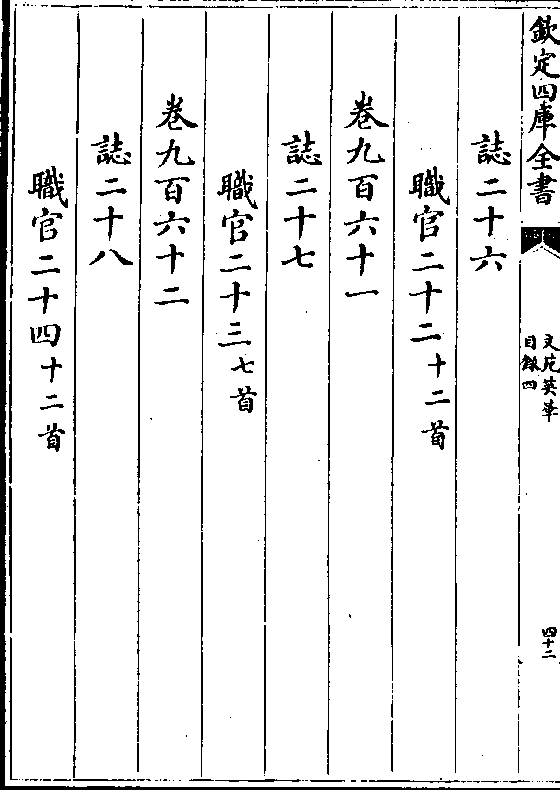 欽定四庫全書
文苑英華
目錄四
四十二
誌二十六
職官二十二十二首
卷九百六十一
誌二十七
職官二十三七首
卷九百六十二
誌二十八
職官二十四十二首